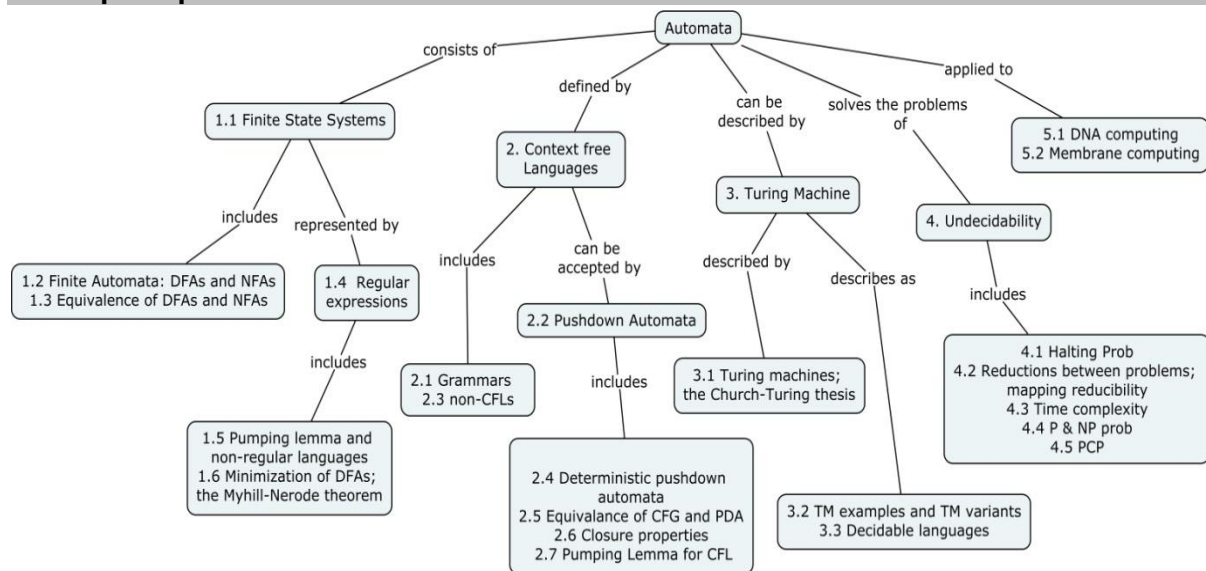 Automata
consists of
defined by
can be
described by
solves the problems
of
applied to
1.1 Finite State Systems
2. Context free
Languages
3. Turing Machine
4. Undecidability
5.1 DNA computing
5.2 Membrane computing
includes
represented by
includes
can be
accepted by
described by
describes as
includes
1.2 Finite Automata: DFAs and NFAs
1.3 Equivalence of DFAs and NFAs
1.4 Regular
expressions
2.2 Pushdown Automata
includes
includes
2.1 Grammars
2.3 non-CFLs
3.1 Turing machines;
the Church-Turing thesis
4.1 Halting Prob
4.2 Reductions between problems;
mapping reducibility
4.3 Time complexity
4.4 P & NP prob
4.5 PCP
1.5 Pumping lemma and
non-regular languages
1.6 Minimization of DFAs;
the Myhill-Nerode theorem
2.4 Deterministic pushdown
automata
2.5 Equivalance of CFG and PDA
2.6 Closure properties
2.7 Pumping Lemma for CFL
3.2 TM examples and TM variants
3.3 Decidable languages